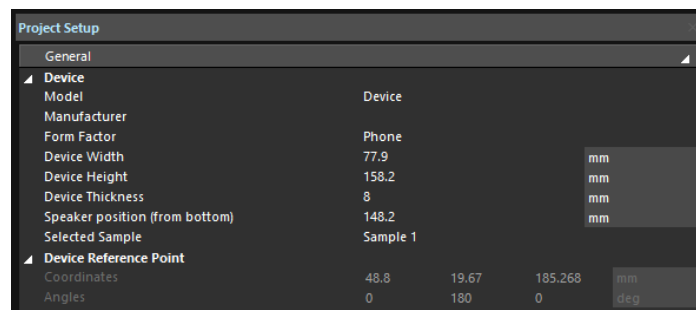 Project Setup
General
Device
Model Device
Manufacturer
Form Factor Phone
Device Width 77.9 mm
Device Height 158.2 mm
Device Thickness 8 mm
Speaker position (from bottom) 148.2 mm
Selected Sample Sample 1
Device Reference Point
Coordinates 48.8 19.67 185.268 mm
Angles 0 180 0 deg